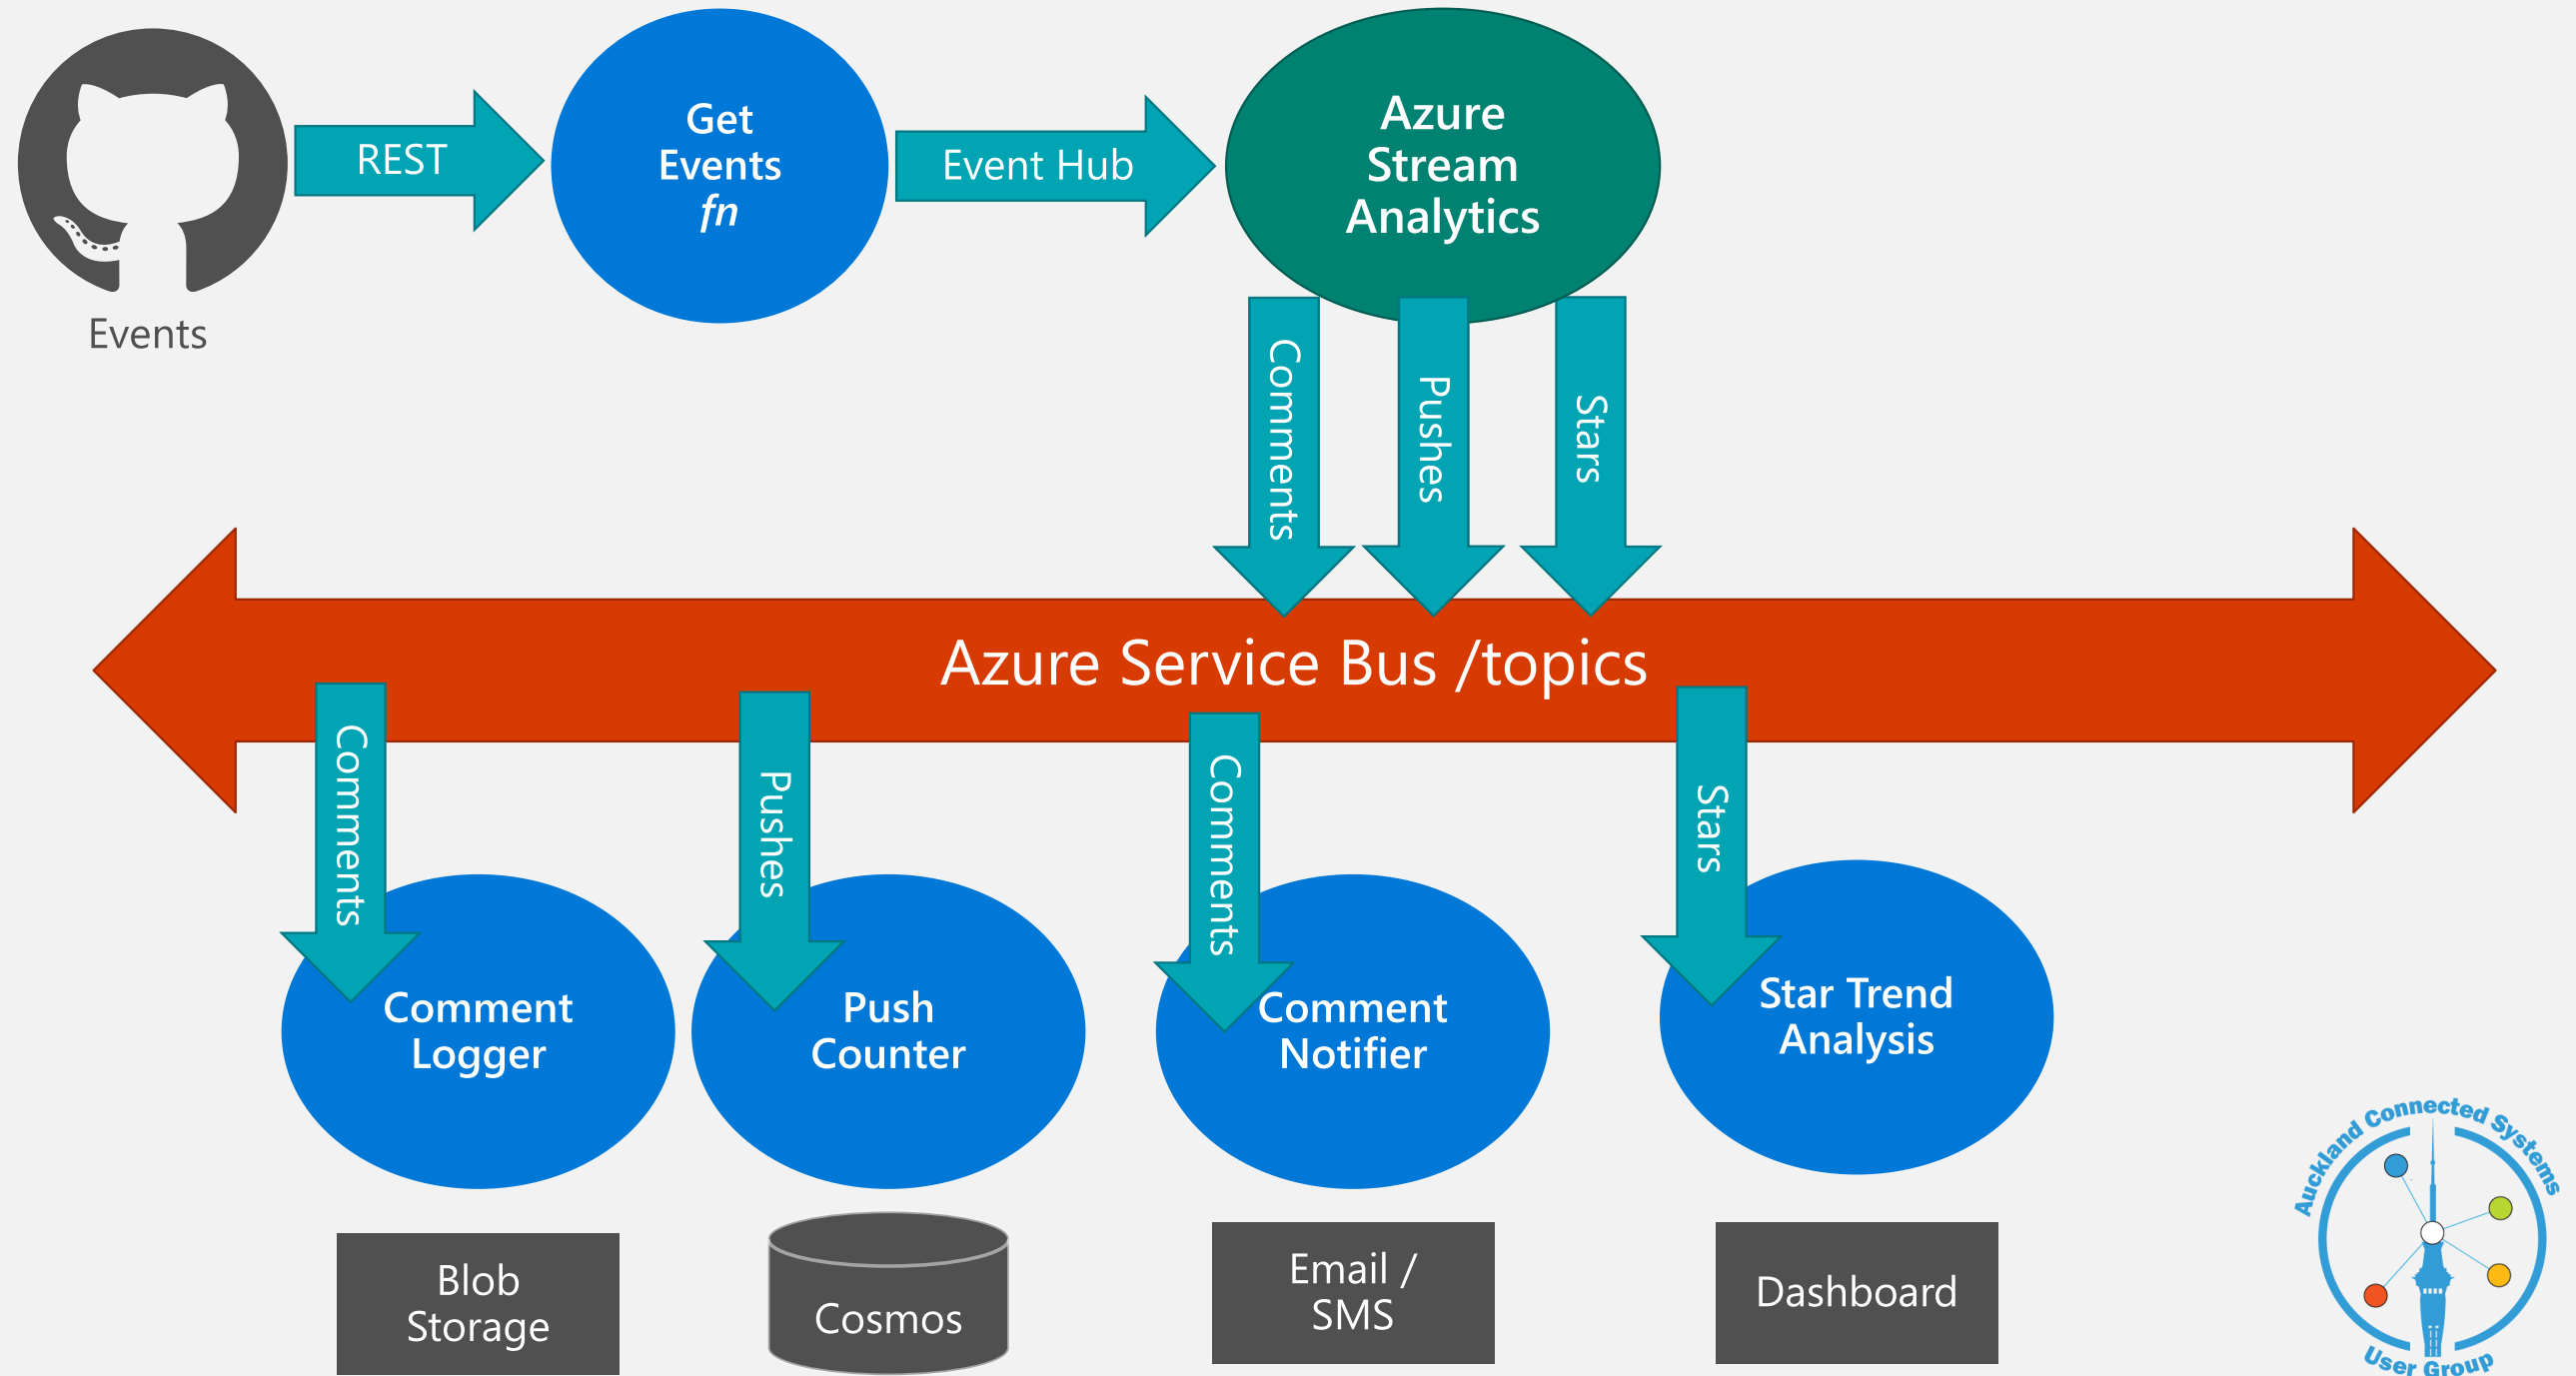 Events
REST
Get
Events
fn
Event Hub
Azure
Stream
Analytics
Comments
Pushes
Stars
Azure Service Bus /topics
Comments
Pushes
Comments
Stars
Comment
Logger
Push
Counter
Comment
Notifier
Star Trend
Analysis
Blob
Storage
Cosmos
Email /
SMS
Dashboard
Auckland Connected Systems
User Group